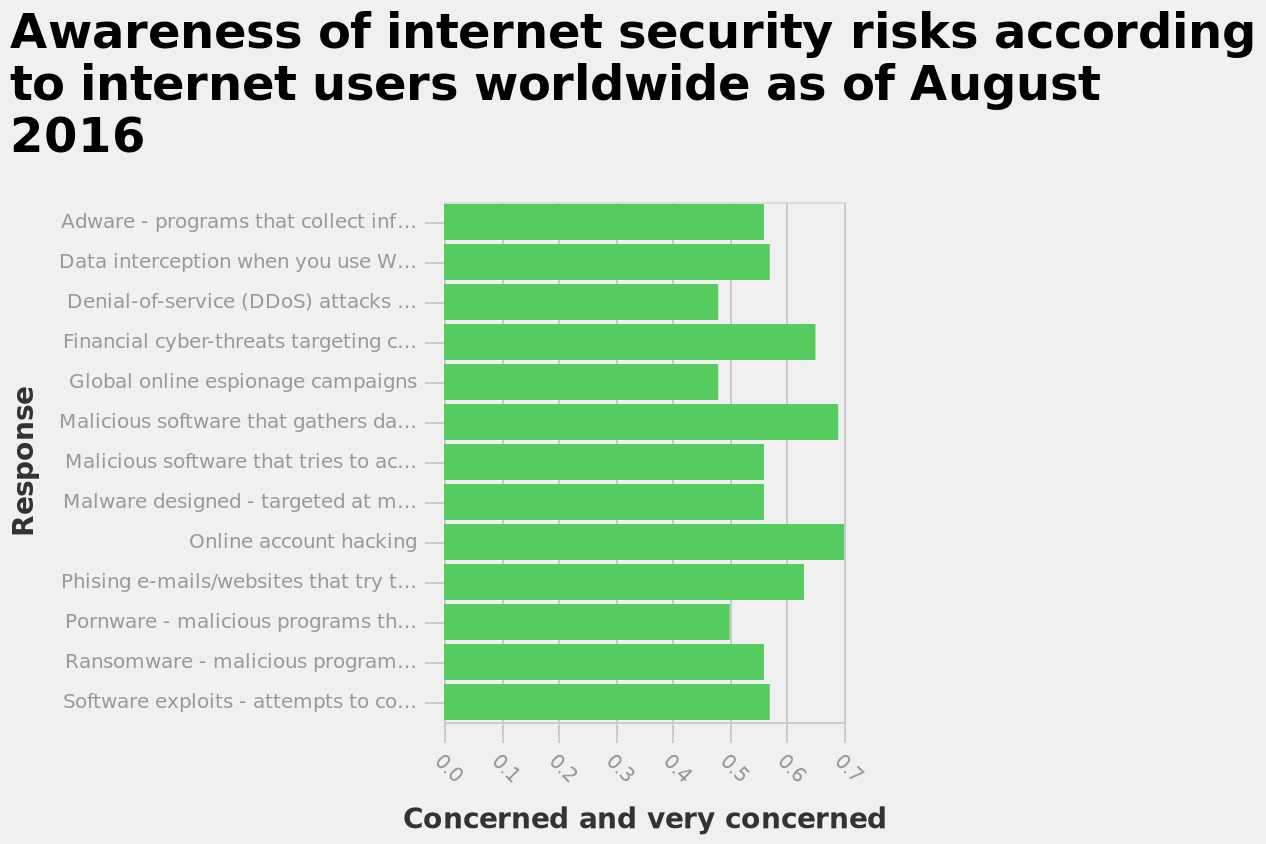 Awareness of internet security risks according
to internet users worldwide as of August
2016
Adware - programs that collect inf…
Data interception when you use W…
Denial-of-service (DDoS) attacks …
Financial cyber-threats targeting c…
Global online espionage campaigns
Malicious software that gathers da…
Malicious software that tries to ac…
Malware designed - targeted at m…
Online account hacking
Phising e-mails/websites that try t…
Pornware - malicious programs th…
Ransomware - malicious program…
Software exploits - attempts to co…
Response
0.0 0.1 0.2 0.3 0.4 0.5 0.6 0.7
Concerned and very concerned